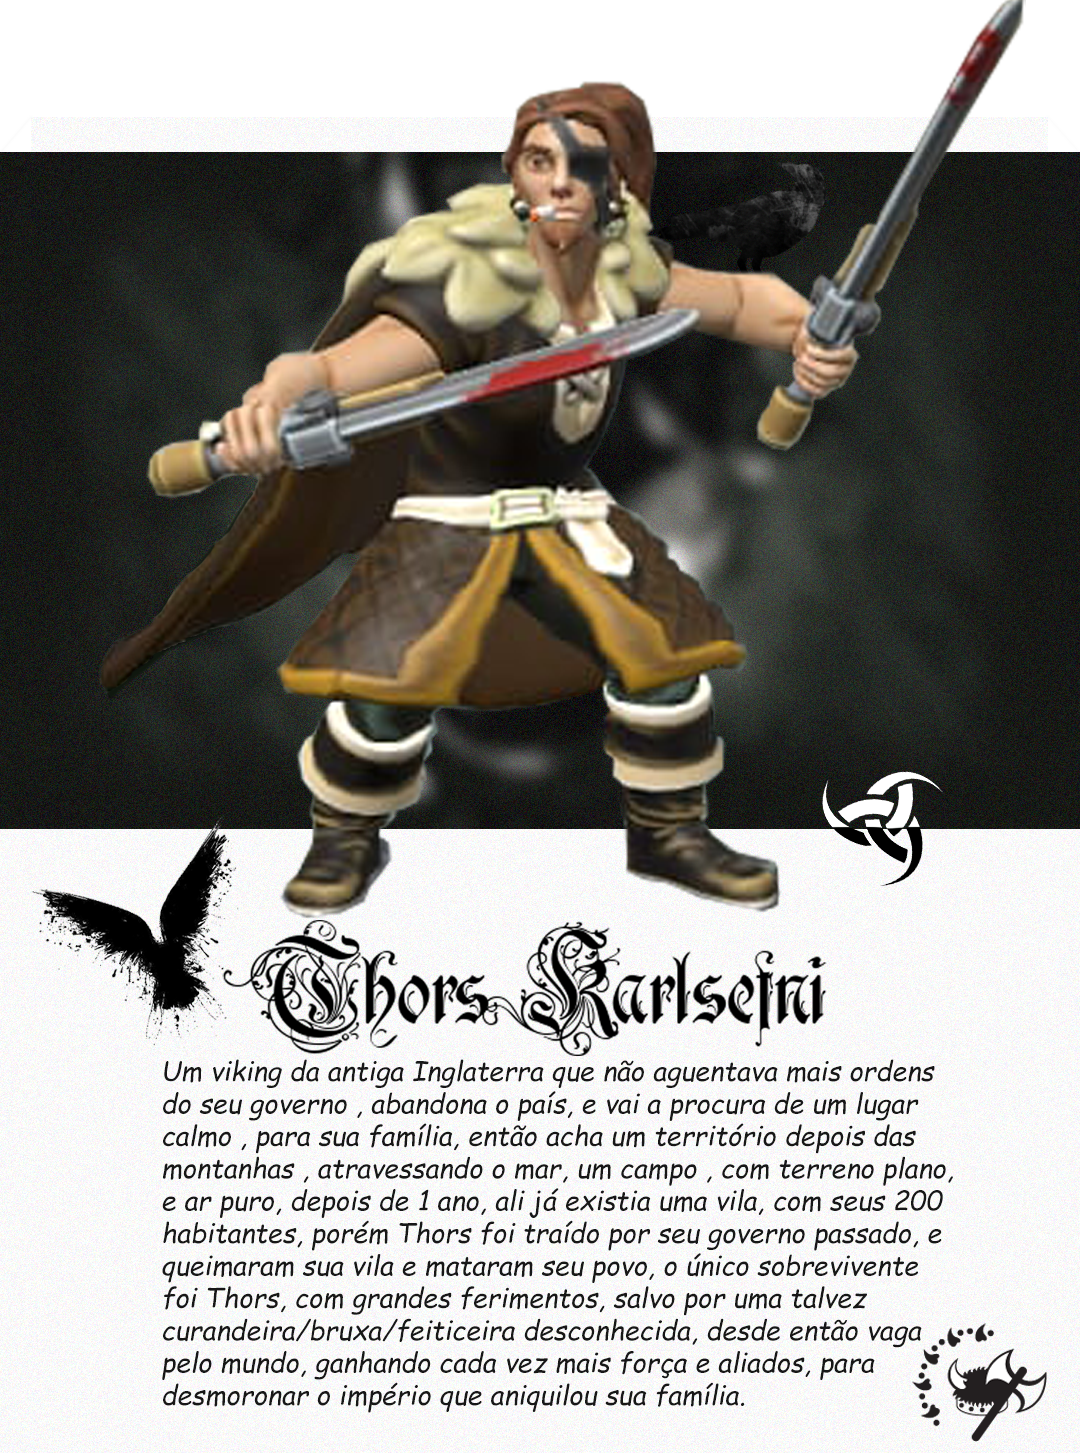 Thors Karlsefni
Um viking da antiga Inglaterra que não aguentava mais ordens
do seu governo , abandona o país, e vai a procura de um lugar
calmo , para sua família, então acha um território depois das
montanhas , atravessando o mar, um campo , com terreno plano,
e ar puro, depois de 1 ano, ali já existia uma vila, com seus 200
habitantes, porém Thors foi traído por seu governo passado, e
queimaram sua vila e mataram seu povo, o único sobrevivente
foi Thors, com grandes ferimentos, salvo por uma talvez
curandeira/bruxa/feiticeira desconhecida, desde então vaga
pelo mundo, ganhando cada vez mais força e aliados, para
desmoronar o império que aniquilou sua família.